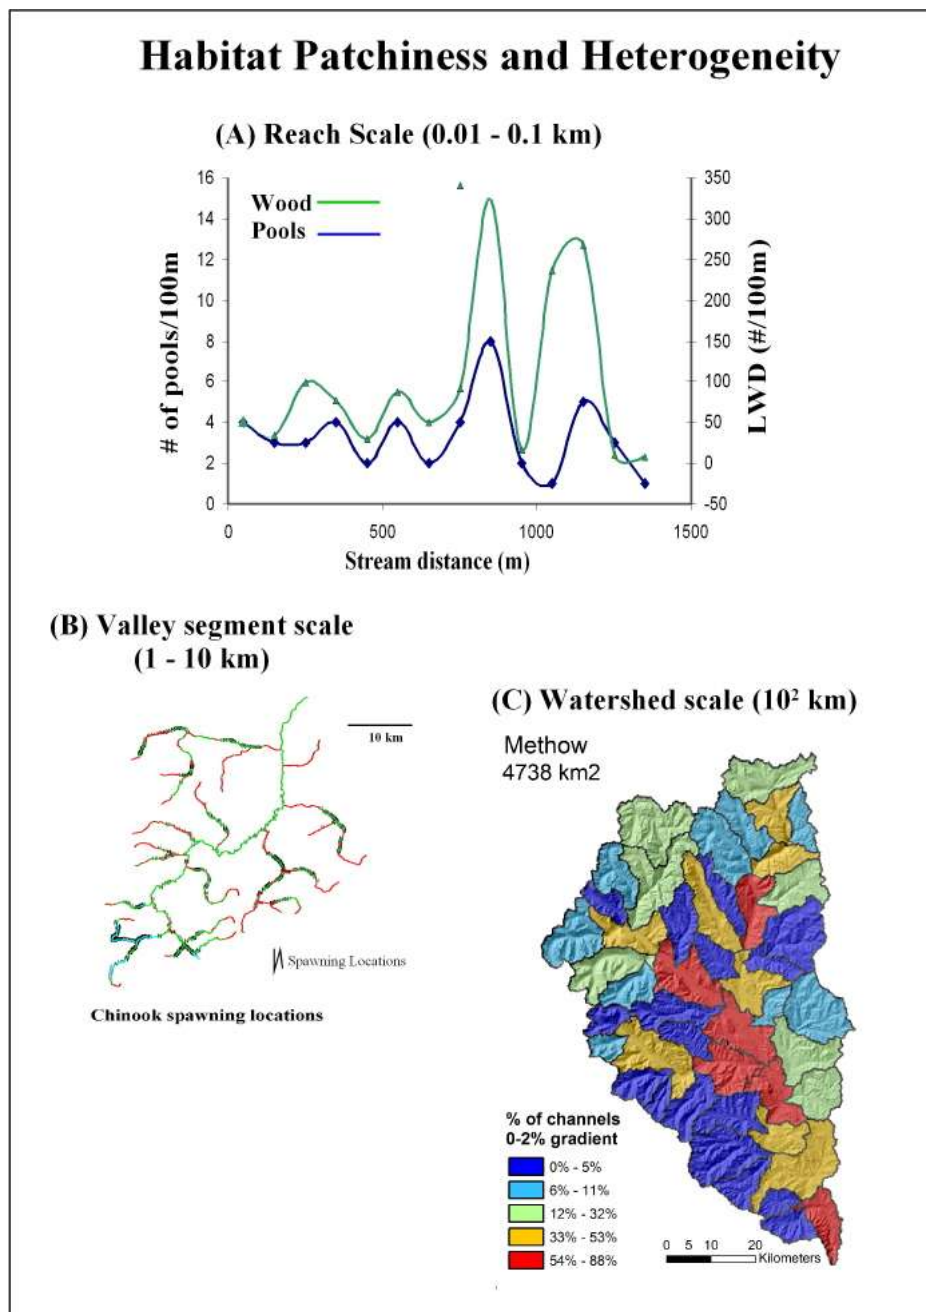 Habitat Patchiness and Heterogeneity
(A) Reach Scale (0.01 - 0.1 km)
16
14
12
10
8
6
4
2
0
# of pools/100m
Wood
Pools
350
300
250
200
150
100
50
0
-50
LWD (#/100m)
0
500
1000
1500
Stream distance (m)
(B) Valley segment scale
(1 - 10 km)
10 km
Spawning Locations
Chinook spawning locations
(C) Watershed scale (10² km)
Methow
4738 km2
% of channels
0-2% gradient
0% - 5%
6% - 11%
12% - 32%
33% - 53%
54% - 88%
0 5 10 20
Kilometers